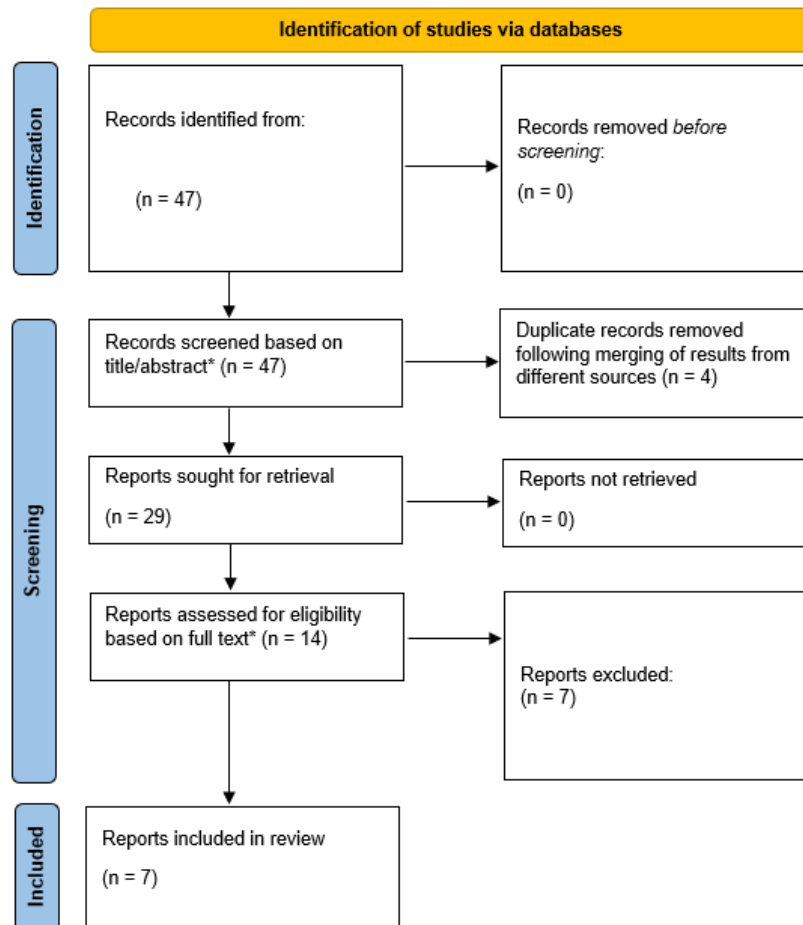 Identification of studies via databases
Identification
Records identified from:
(n = 47)
Records removed before
screening:
(n = 0)
Screening
Records screened based on
title/abstract* (n = 47)
Duplicate records removed
following merging of results from
different sources (n = 4)
Reports sought for retrieval
(n = 29)
Reports not retrieved
(n = 0)
Reports assessed for eligibility
based on full text* (n = 14)
Reports excluded:
(n = 7)
Included
Reports included in review
(n = 7)